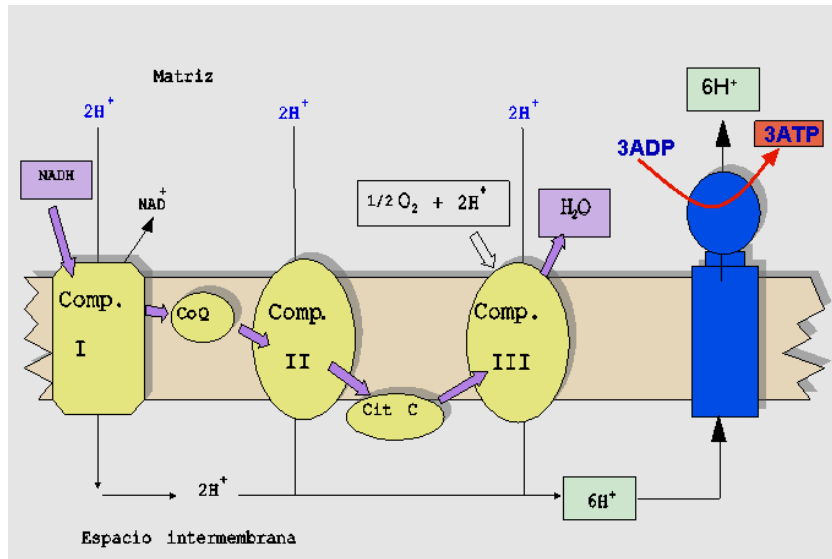 Matriz
2H⁺
2H⁺
2H⁺
6H⁺
3ADP
3ATP
NADH
NAD⁺
1/2 O₂ + 2H⁺
H₂O
Comp.
I
CoQ
Comp.
II
Cit C
Comp.
III
2H⁺
6H⁺
Espacio intermembrana